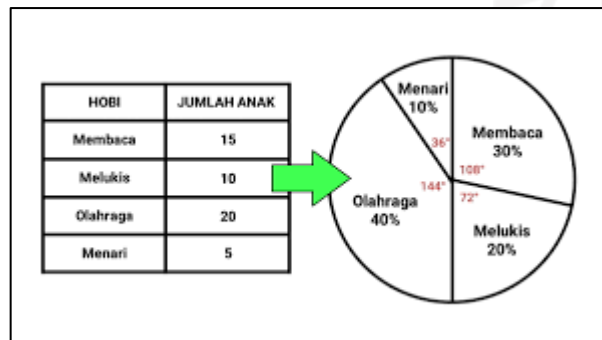 HOBI JUMLAH ANAK
Membaca 15
Melukis 10
Olahraga 20
Menari 5
Menari
10%
36°
Membaca
30%
108°
144°
72°
Olahraga
40%
Melukis
20%